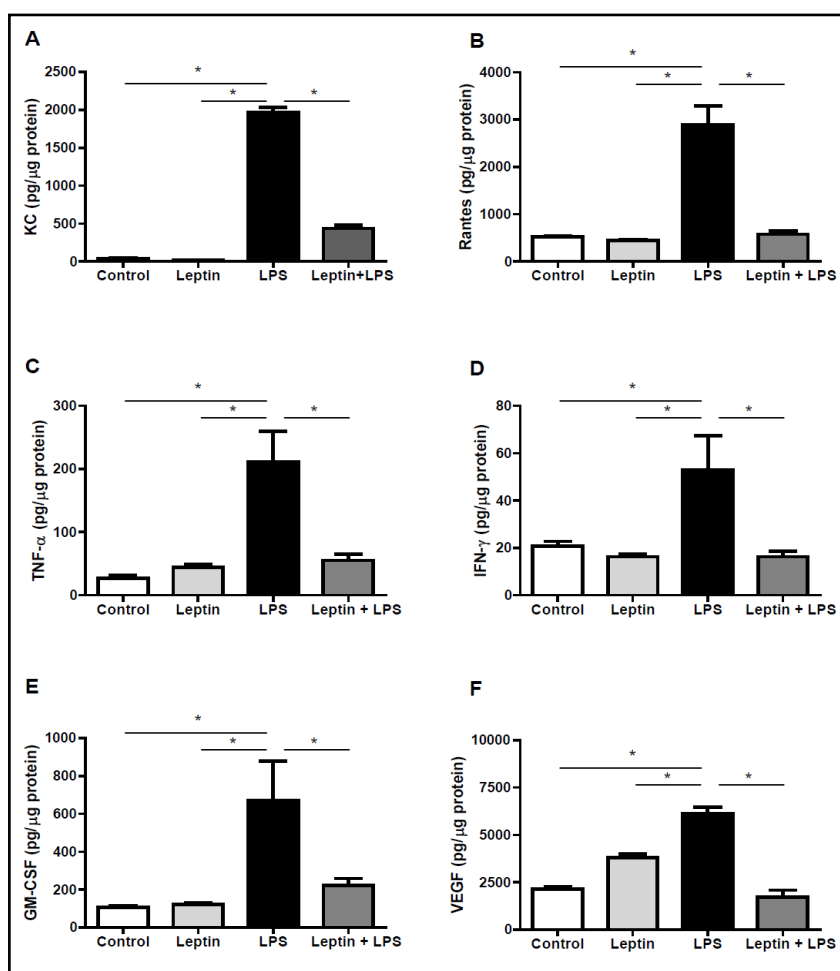 A
KC (pg/µg protein)
2500
2000
1500
1000
500
0
*
* *
Control Leptin LPS Leptin+LPS
B
Rantes (pg/µg protein)
4000
3000
2000
1000
0
*
* *
Control Leptin LPS Leptin + LPS
C
TNF-α (pg/µg protein)
300
200
100
0
*
* *
Control Leptin LPS Leptin + LPS
D
IFN-γ (pg/µg protein)
80
60
40
20
0
*
* *
Control Leptin LPS Leptin + LPS
E
GM-CSF (pg/µg protein)
1000
800
600
400
200
0
*
* *
Control Leptin LPS Leptin + LPS
F
VEGF (pg/µg protein)
10000
7500
5000
2500
0
*
* *
Control Leptin LPS Leptin + LPS